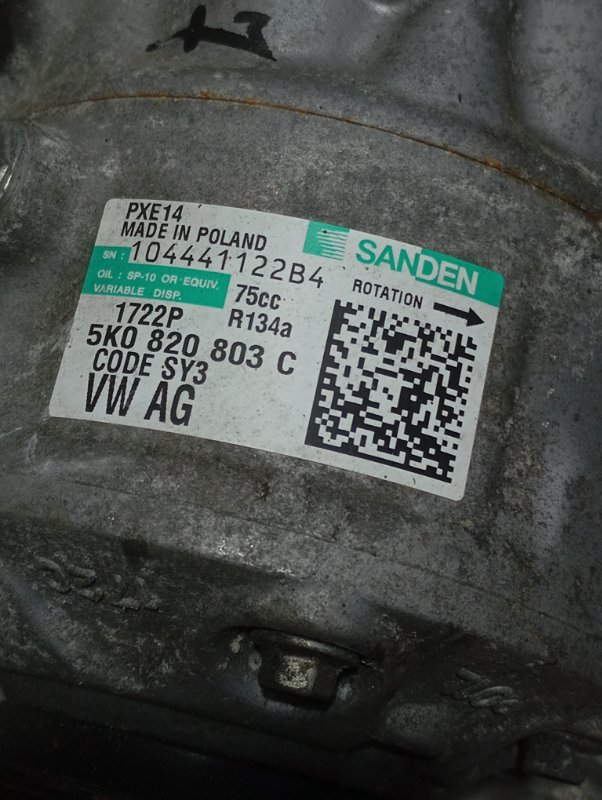 PXE14
MADE IN POLAND
SANDEN
SN : 104441122B4
OIL : SP-10 OR EQUIV.
VARIABLE DISP.
75cc
ROTATION
1722P
R134a
5K0 820 803 C
CODE SY3
VW AG